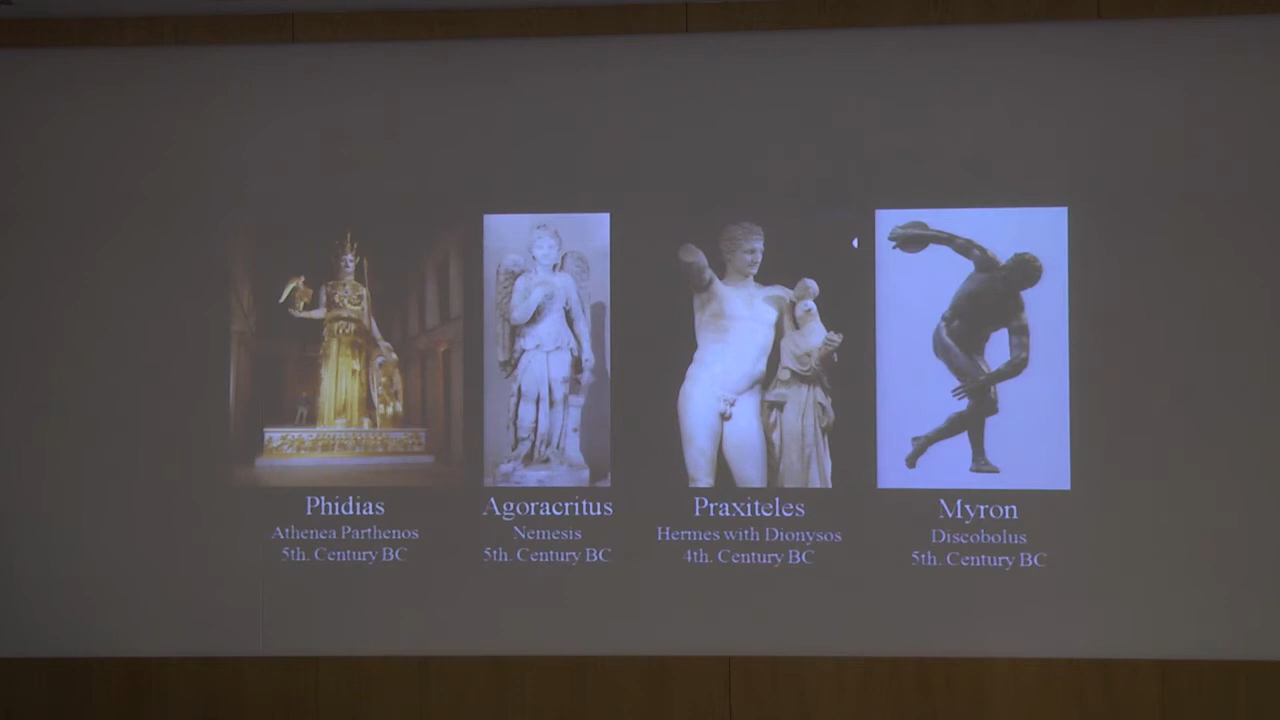 Phidias
Athenea Parthenos
5th. Century BC
Agoracritus
Nemesis
5th. Century BC
Praxiteles
Hermes with Dionysos
4th. Century BC
Myron
Discobolus
5th. Century BC